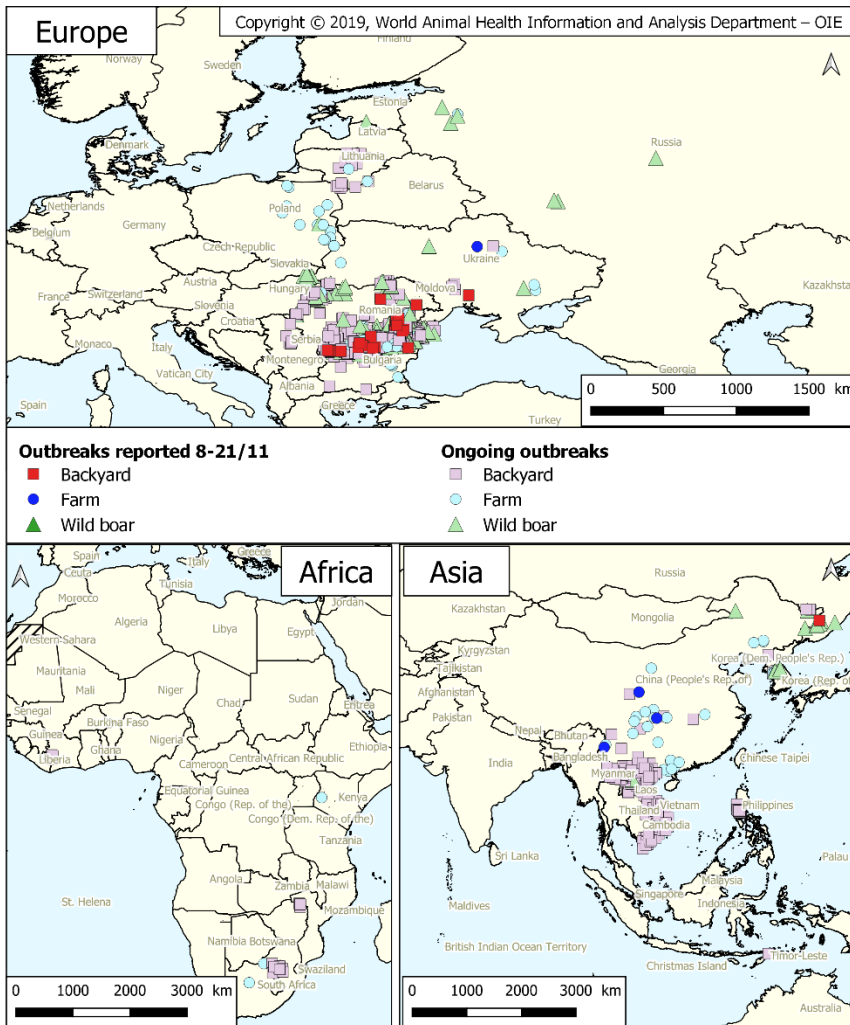 Europe
Copyright © 2019, World Animal Health Information and Analysis Department – OIE
Finland
Norway
Sweden
Estonia
Russia
Latvia
Denmark
Lithuania
Belarus
Netherlands
Poland
Germany
Belgium
Czech Republic
Ukraine
Slovakia
Kazakhstan
Austria
Hungary
Moldova
France
Switzerland
Slovenia
Romania
Croatia
Serbia
Monaco
Italy
Montenegro
Bulgaria
Vatican City
Georgia
Albania
Spain
Greece
Turkey
0 500 1000 1500 km
Outbreaks reported 8-21/11
Backyard
Farm
Wild boar
Ongoing outbreaks
Backyard
Farm
Wild boar
Africa
Spain
Italy
Greece
Ceuta
Tunisia
Morocco
Jordan
Algeria
Libya
Egypt
Western Sahara
Mauritania
Mali
Niger
Chad
Sudan
Eritrea
Senegal
Burkina Faso
Guinea
Nigeria
Ghana
Ethiopia
Liberia
Central African Republic
Cameroon
Equatorial Guinea
Congo (Rep. of the)
Kenya
Congo (Dem. Rep. of the)
Tanzania
Angola
Zambia
Malawi
St. Helena
Mozambique
Namibia
Botswana
Swaziland
South Africa
0 1000 2000 3000 km
Asia
Russia
Kazakhstan
Mongolia
Kyrgyzstan
Korea (Dem. People's Rep.)
Tajikistan
China (People's Rep. of)
Korea (Rep. of
Afghanistan
Pakistan
Nepal
Bhutan
Bangladesh
Chinese Taipei
India
Myanmar
Laos
Thailand
Vietnam
Philippines
Cambodia
Sri Lanka
Palau
Malaysia
Maldives
Singapore
Indonesia
British Indian Ocean Territory
Timor-Leste
Christmas Island
Australia
0 1000 2000 3000 km